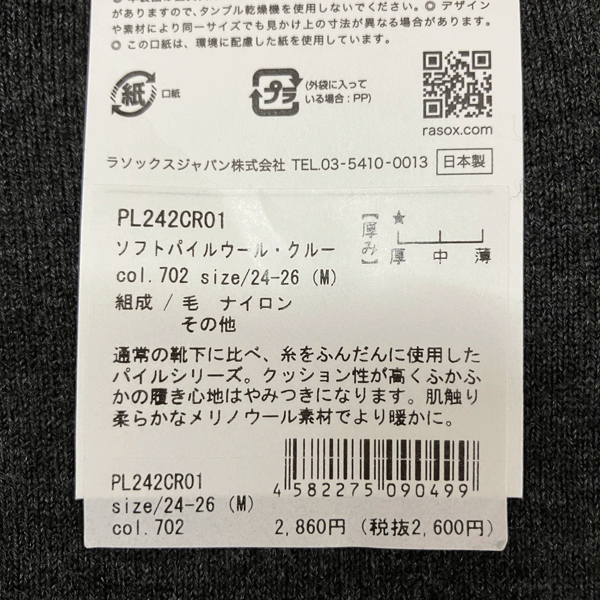 がありますので、タンブル乾燥機を使用しないでください。◎ デザイン
や素材により同一サイズでも見かけ上の寸法が異なる場合があります。
◎ この口紙は、環境に配慮した紙を使用しています。
紙 口紙
プラ (外袋に入って
いる場合:PP)
rasox.com
ラソックスジャパン株式会社 TEL.03-5410-0013 日本製
PL242CR01
ソフトパイルウール・クルー
col.702 size/24-26 (M)
【厚み】 ★
厚 中 薄
組成 / 毛 ナイロン
その他
通常の靴下に比べ、糸をふんだんに使用した
パイルシリーズ。クッション性が高くふかふ
かの履き心地はやみつきになります。肌触り
柔らかなメリノウール素材でより暖かに。
PL242CR01
size/24-26 (M)
col.702
4 582275 090499
2,860円 (税抜2,600円)